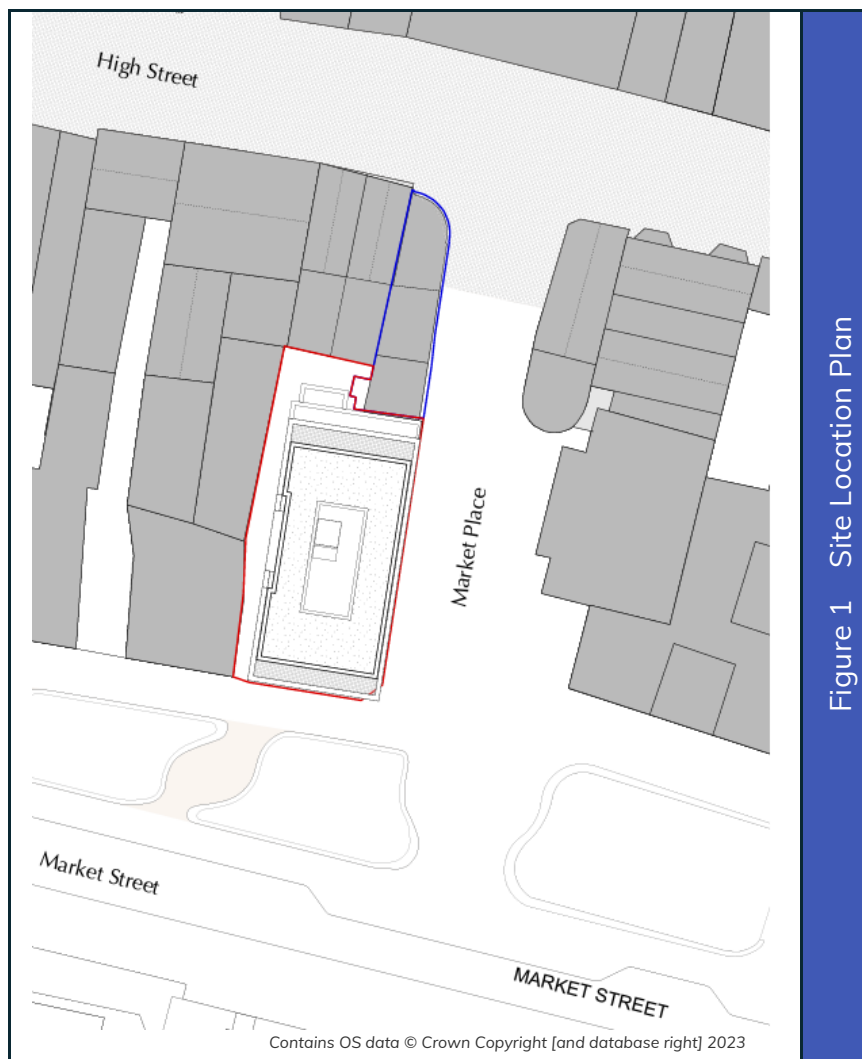 High Street
Market Place
Market Street
MARKET STREET
Contains OS data © Crown Copyright [and database right] 2023
Figure 1 Site Location Plan